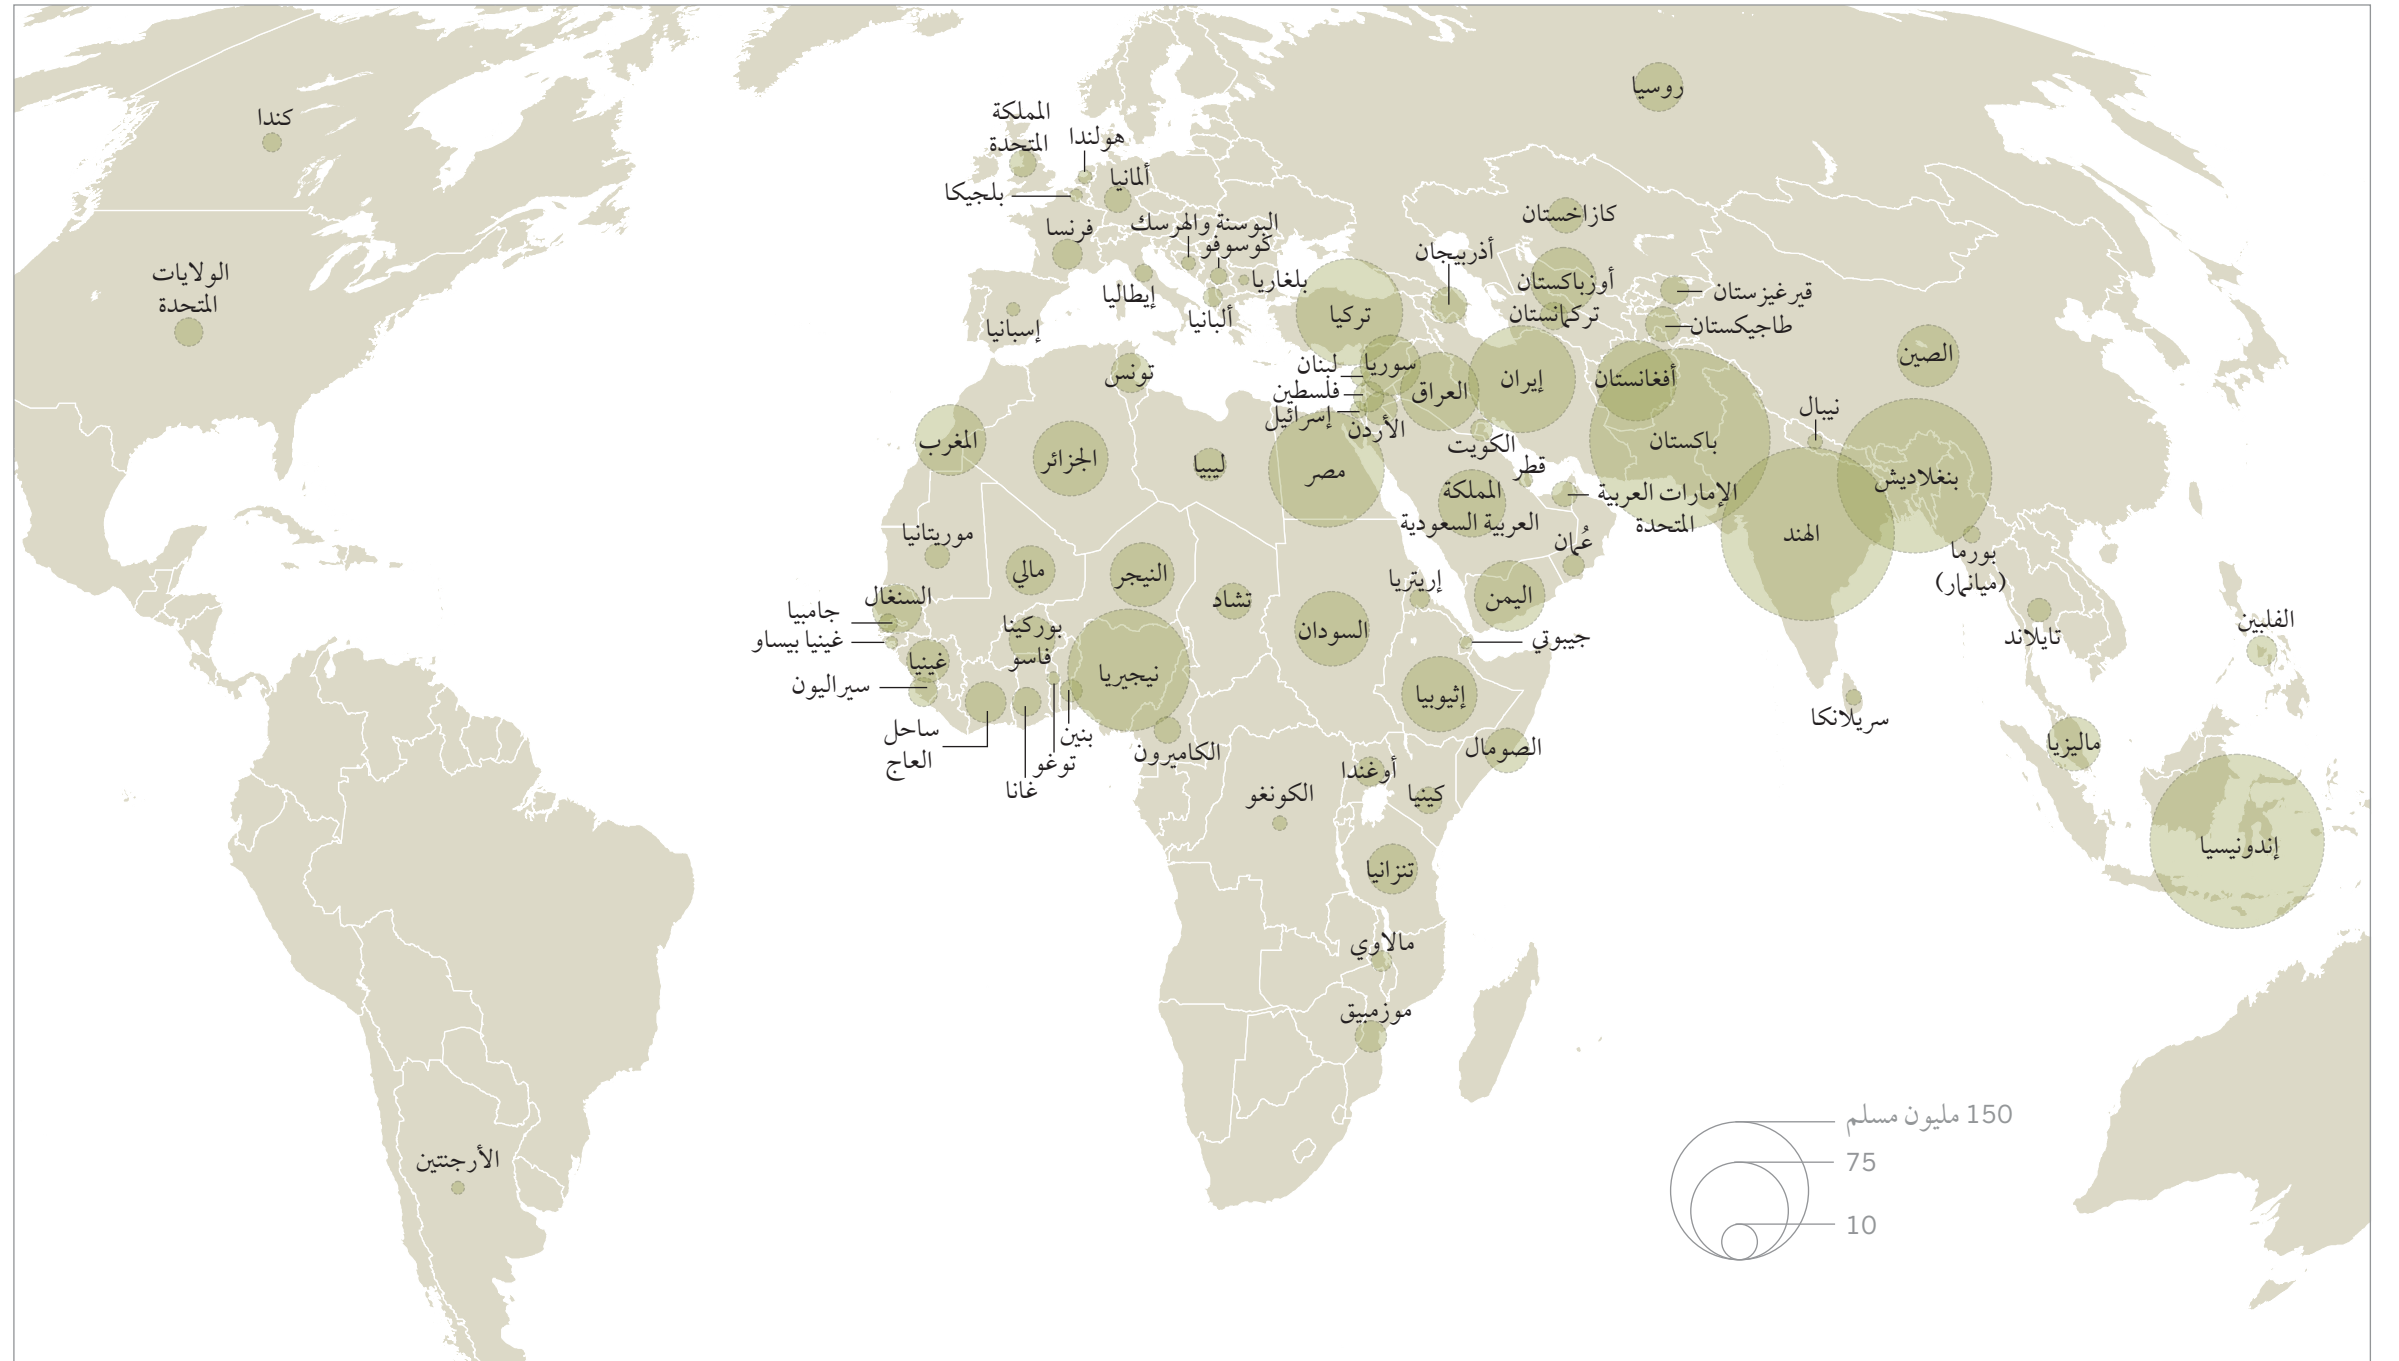 روسيا
كندا
المملكة
المتحدة
هولندا
ألمانيا
بلجيكا
فرنسا
البوسنة والهرسك
كوسوفو
بلغاريا
إيطاليا
ألبانيا
إسبانيا
كازاخستان
أذربيجان
أوزباكستان
تركمانستان
قيرغيزستان
طاجيكستان
الولايات
المتحدة
تركيا
سوريا
لبنان
فلسطين
إسرائيل
الأردن
العراق
إيران
أفغانستان
باكستان
الصين
نيبال
بنغلاديش
الهند
بورما
(ميانمار)
تونس
المغرب
الجزائر
ليبيا
مصر
الكويت
قطر
المملكة
العربية السعودية
الإمارات العربية
المتحدة
عُمان
اليمن
إريتريا
جيبوتي
موريتانيا
مالي
النيجر
تشاد
السودان
السنغال
جامبيا
غينيا بيساو
غينيا
سيراليون
بوركينا
فاسو
نيجيريا
ساحل
العاج
غانا
توغو
بنين
الكاميرون
إثيوبيا
الصومال
أوغندا
كينيا
الكونغو
تنزانيا
مالاوي
موزمبيق
تايلاند
الفلبين
سريلانكا
ماليزيا
إندونيسيا
الأرجنتين
150 مليون مسلم
75
10